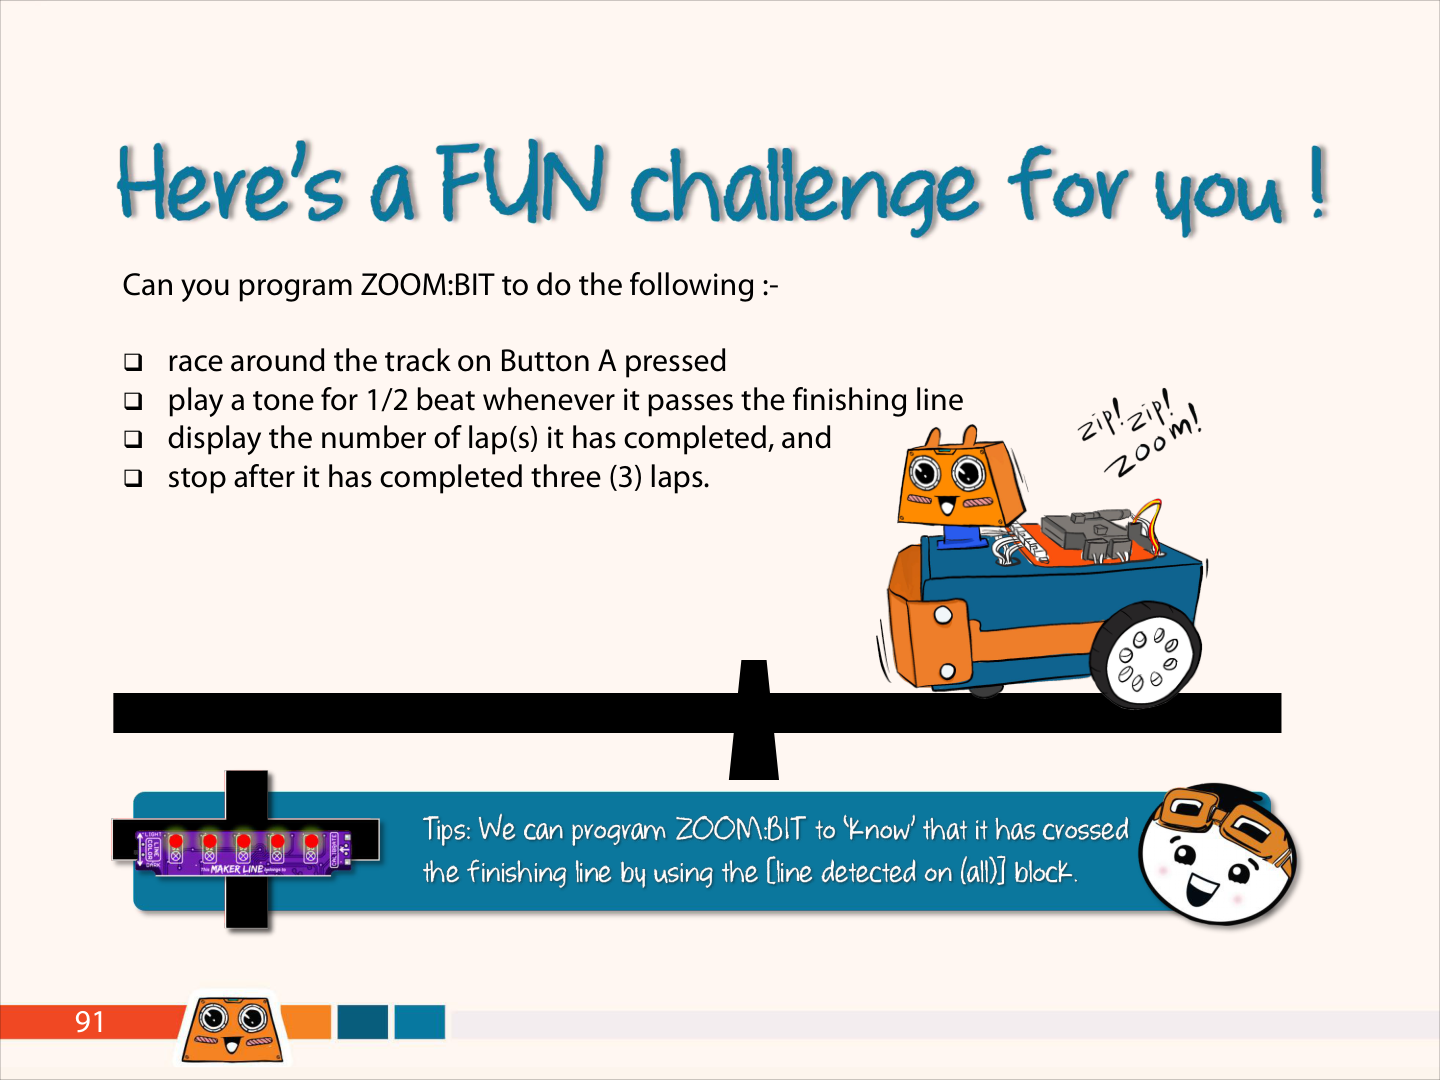 Here's a FUN challenge for you !
Can you program ZOOM:BIT to do the following :-
❑ race around the track on Button A pressed
❑ play a tone for 1/2 beat whenever it passes the finishing line
❑ display the number of lap(s) it has completed, and
❑ stop after it has completed three (3) laps.
zip! zip!
zoom!
LIGHT
LINE
COLOR
DARK
This MAKER LINE belongs to
Tips: We can program ZOOM:BIT to 'know' that it has crossed
the finishing line by using the [line detected on (all)] block.
91